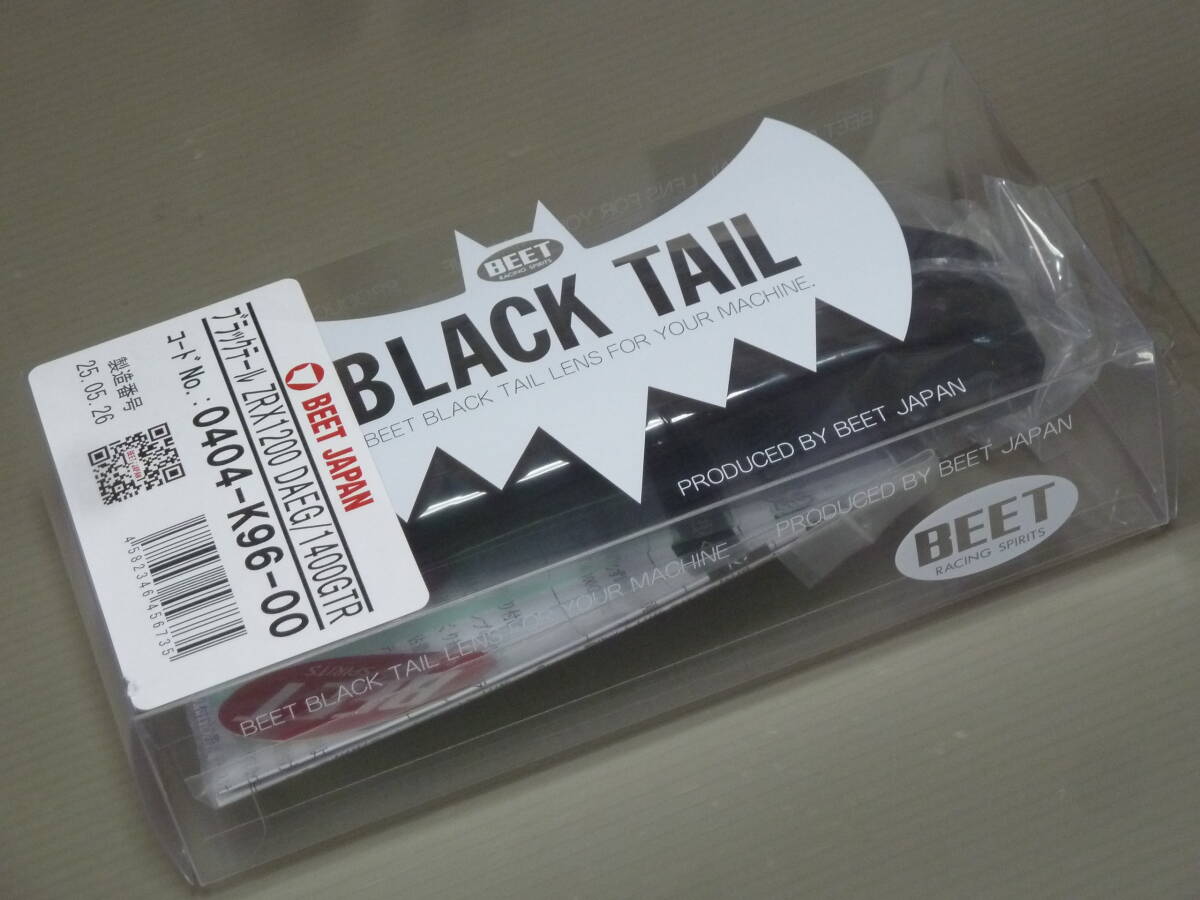 BEET
RACING SPIRITS
BLACK TAIL
BEET BLACK TAIL LENS FOR YOUR MACHINE.
PRODUCED BY BEET JAPAN
BEET JAPAN
ブラックテール ZRX1200 DAEG/1400GTR
コード No.: 0404-K96-00
製造番号
25.05.26
4582346456735
BEET BLACK TAIL LENS FOR YOUR MACHINE. PRODUCED BY BEET JAPAN
BEET
RACING SPIRITS